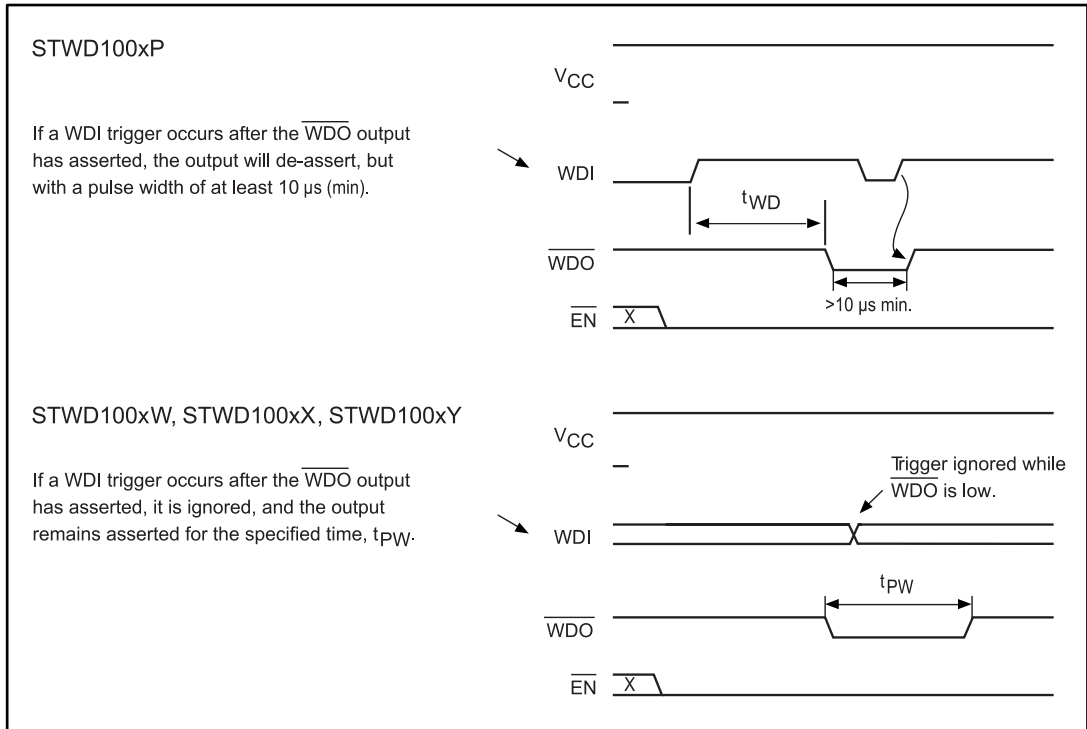 STWD100xP
If a WDI trigger occurs after the WDO output
has asserted, the output will de-assert, but
with a pulse width of at least 10 µs (min).
VCC
WDI
tWD
WDO
>10 µs min.
EN
X
STWD100xW, STWD100xX, STWD100xY
If a WDI trigger occurs after the WDO output
has asserted, it is ignored, and the output
remains asserted for the specified time, tPW.
VCC
Trigger ignored while
WDO is low.
WDI
tPW
WDO
EN
X